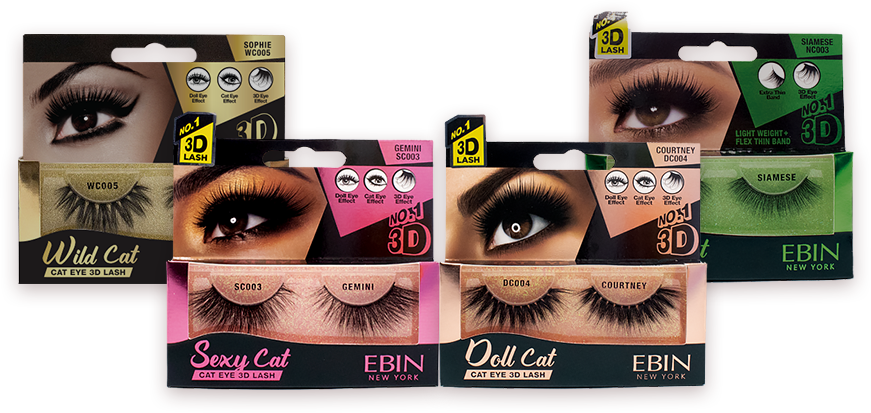 SOPHIE
WC005
Doll Eye
Effect
Cat Eye
Effect
3D Eye
Effect
3D
WC005
Wild Cat
CAT EYE 3D LASH
NO.1
3D
LASH
GEMINI
SC003
Doll Eye
Effect
Cat Eye
Effect
3D Eye
Effect
NO.1
3D
SC003
GEMINI
Sexy Cat
CAT EYE 3D LASH
EBIN
NEW YORK
NO.1
3D
LASH
COURTNEY
DC004
Doll Eye
Effect
Cat Eye
Effect
3D Eye
Effect
NO.1
3D
DC004
COURTNEY
Doll Cat
CAT EYE 3D LASH
EBIN
NEW YORK
NO.1
3D
LASH
SIAMESE
NC003
Extra Thin
Band
3D Eye
Effect
NO.1
3D
LIGHT WEIGHT+
FLEX THIN BAND
SIAMESE
EBIN
NEW YORK